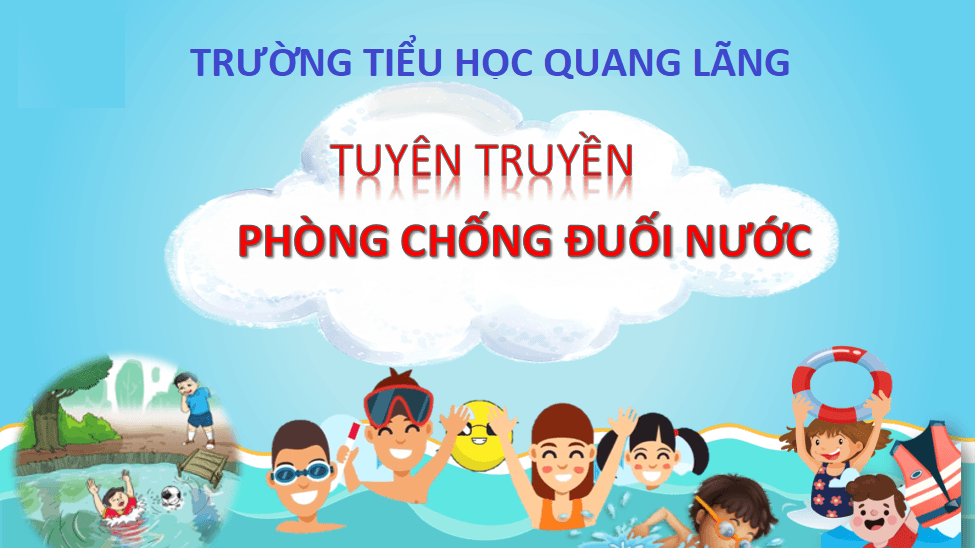 TRƯỜNG TIỂU HỌC QUANG LÃNG
TUYÊN TRUYỀN
PHÒNG CHỐNG ĐUỐI NƯỚC